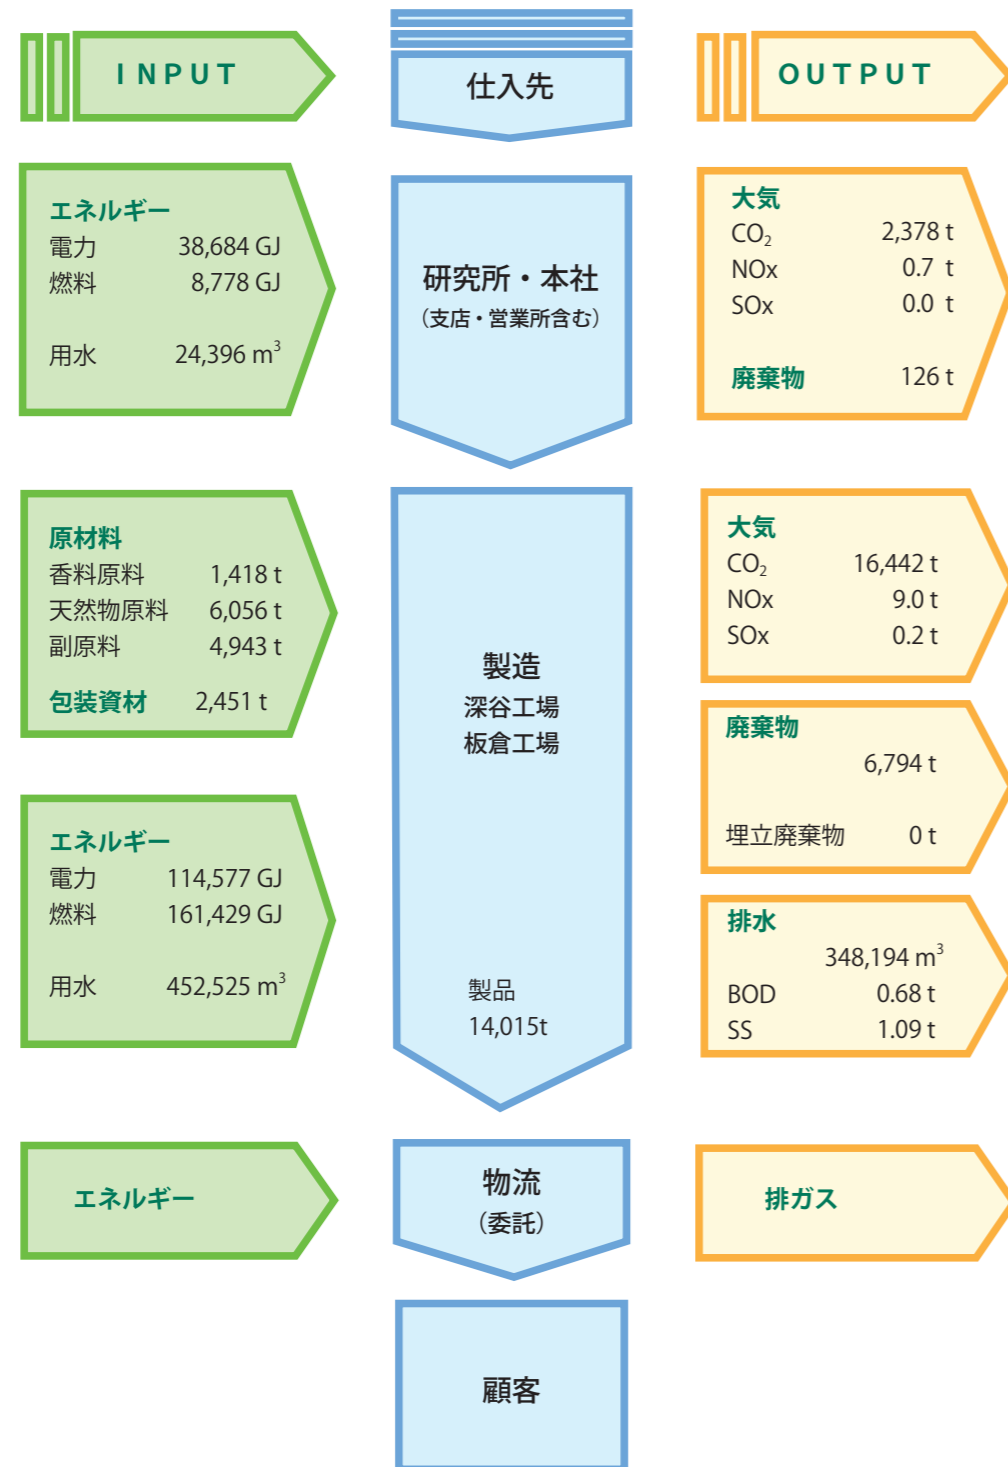 INPUT
仕入先
OUTPUT
エネルギー
電力 38,684 GJ
燃料 8,778 GJ
用水 24,396 m³
研究所・本社
（支店・営業所含む）
大気
CO₂ 2,378 t
NOx 0.7 t
SOx 0.0 t
廃棄物 126 t
原材料
香料原料 1,418 t
天然物原料 6,056 t
副原料 4,943 t
包装資材 2,451 t
エネルギー
電力 114,577 GJ
燃料 161,429 GJ
用水 452,525 m³
製造
深谷工場
板倉工場
製品
14,015t
大気
CO₂ 16,442 t
NOx 9.0 t
SOx 0.2 t
廃棄物
6,794 t
埋立廃棄物 0 t
排水
348,194 m³
BOD 0.68 t
SS 1.09 t
エネルギー
物流
（委託）
排ガス
顧客